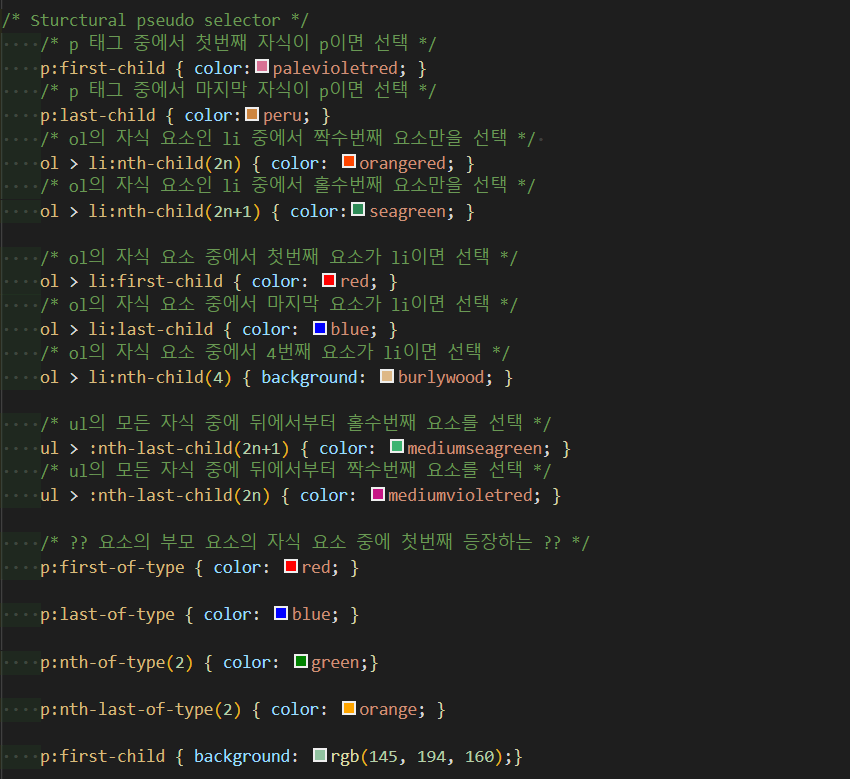 /* Sturctural pseudo selector */
/* p 태그 중에서 첫번째 자식이 p이면 선택 */
p:first-child { color:palevioletred; }
/* p 태그 중에서 마지막 자식이 p이면 선택 */
p:last-child { color:peru; }
/* ol의 자식 요소인 li 중에서 짝수번째 요소만을 선택 */
ol > li:nth-child(2n) { color: orangered; }
/* ol의 자식 요소인 li 중에서 홀수번째 요소만을 선택 */
ol > li:nth-child(2n+1) { color:seagreen; }
/* ol의 자식 요소 중에서 첫번째 요소가 li이면 선택 */
ol > li:first-child { color: red; }
/* ol의 자식 요소 중에서 마지막 요소가 li이면 선택 */
ol > li:last-child { color: blue; }
/* ol의 자식 요소 중에서 4번째 요소가 li이면 선택 */
ol > li:nth-child(4) { background: burlywood; }
/* ul의 모든 자식 중에 뒤에서부터 홀수번째 요소를 선택 */
ul > :nth-last-child(2n+1) { color: mediumseagreen; }
/* ul의 모든 자식 중에 뒤에서부터 짝수번째 요소를 선택 */
ul > :nth-last-child(2n) { color: mediumvioletred; }
/* ?? 요소의 부모 요소의 자식 요소 중에 첫번째 등장하는 ?? */
p:first-of-type { color: red; }
p:last-of-type { color: blue; }
p:nth-of-type(2) { color: green;}
p:nth-last-of-type(2) { color: orange; }
p:first-child { background: rgb(145, 194, 160);}